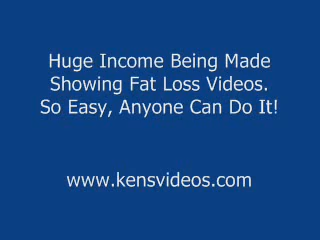 Huge Income Being Made
Showing Fat Loss Videos.
So Easy, Anyone Can Do It!
www.kensvideos.com